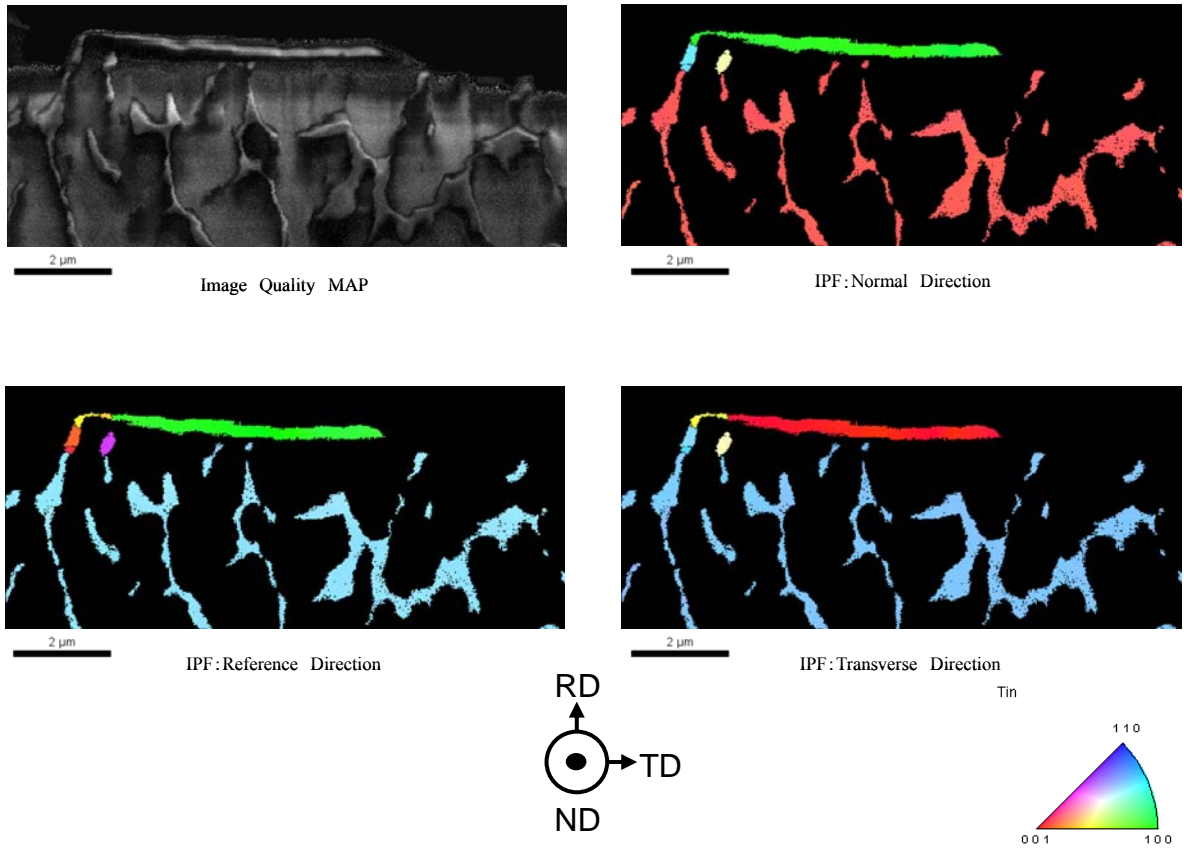 2 µm
Image Quality MAP
2 µm
IPF:Normal Direction
2 µm
IPF:Reference Direction
2 µm
IPF:Transverse Direction
RD
TD
ND
Tin
110
001
100